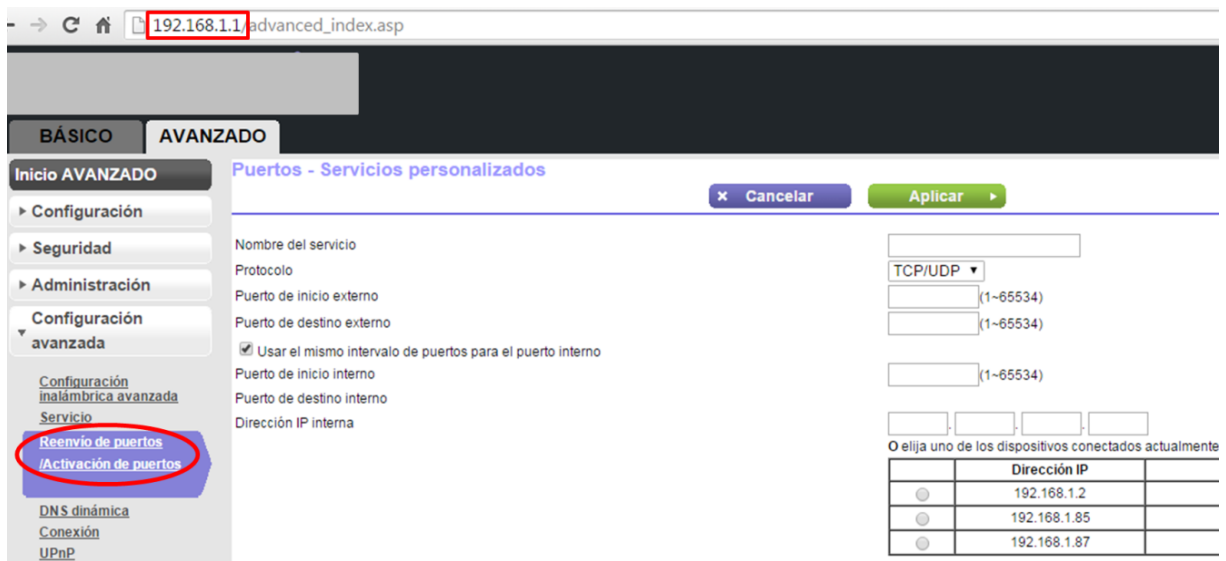 192.168.1.1/advanced_index.asp
BÁSICO
AVANZADO
Inicio AVANZADO
Configuración
Seguridad
Administración
Configuración
avanzada
Configuración
inalámbrica avanzada
Servicio
Reenvío de puertos
/Activación de puertos
DNS dinámica
Conexión
UPnP
Puertos - Servicios personalizados
x Cancelar
Aplicar
Nombre del servicio
Protocolo
TCP/UDP
Puerto de inicio externo
(1~65534)
Puerto de destino externo
(1~65534)
Usar el mismo intervalo de puertos para el puerto interno
Puerto de inicio interno
(1~65534)
Puerto de destino interno
Dirección IP interna
. . .
O elija uno de los dispositivos conectados actualmente
Dirección IP
192.168.1.2
192.168.1.85
192.168.1.87